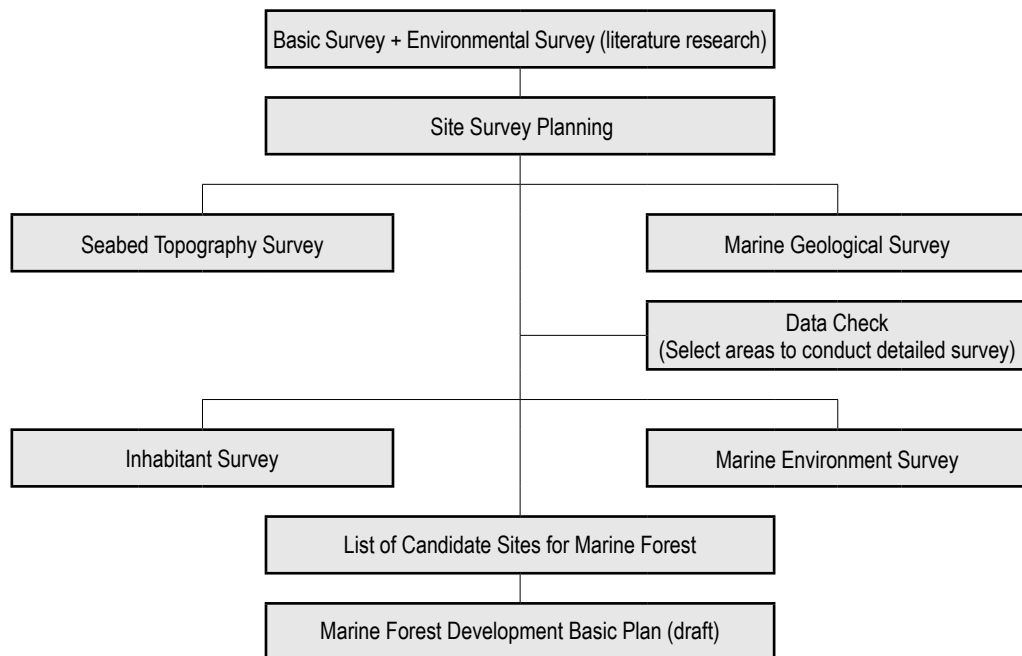 Basic Survey + Environmental Survey (literature research)
Site Survey Planning
Seabed Topography Survey
Marine Geological Survey
Data Check
(Select areas to conduct detailed survey)
Inhabitant Survey
Marine Environment Survey
List of Candidate Sites for Marine Forest
Marine Forest Development Basic Plan (draft)